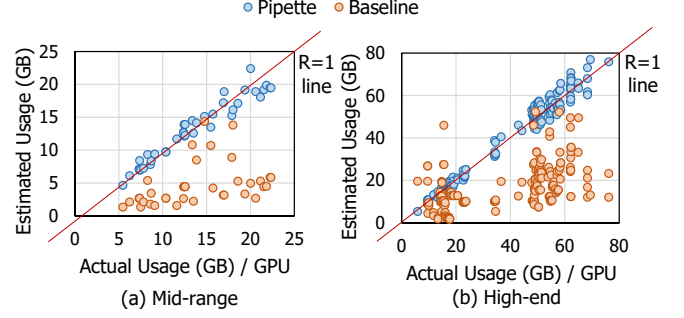 Pipette Baseline
Estimated Usage (GB)
25
20
15
10
5
0
0 5 10 15 20 25
R=1
line
Actual Usage (GB) / GPU
(a) Mid-range
Estimated Usage (GB)
80
60
40
20
0
0 20 40 60 80
R=1
line
Actual Usage (GB) / GPU
(b) High-end